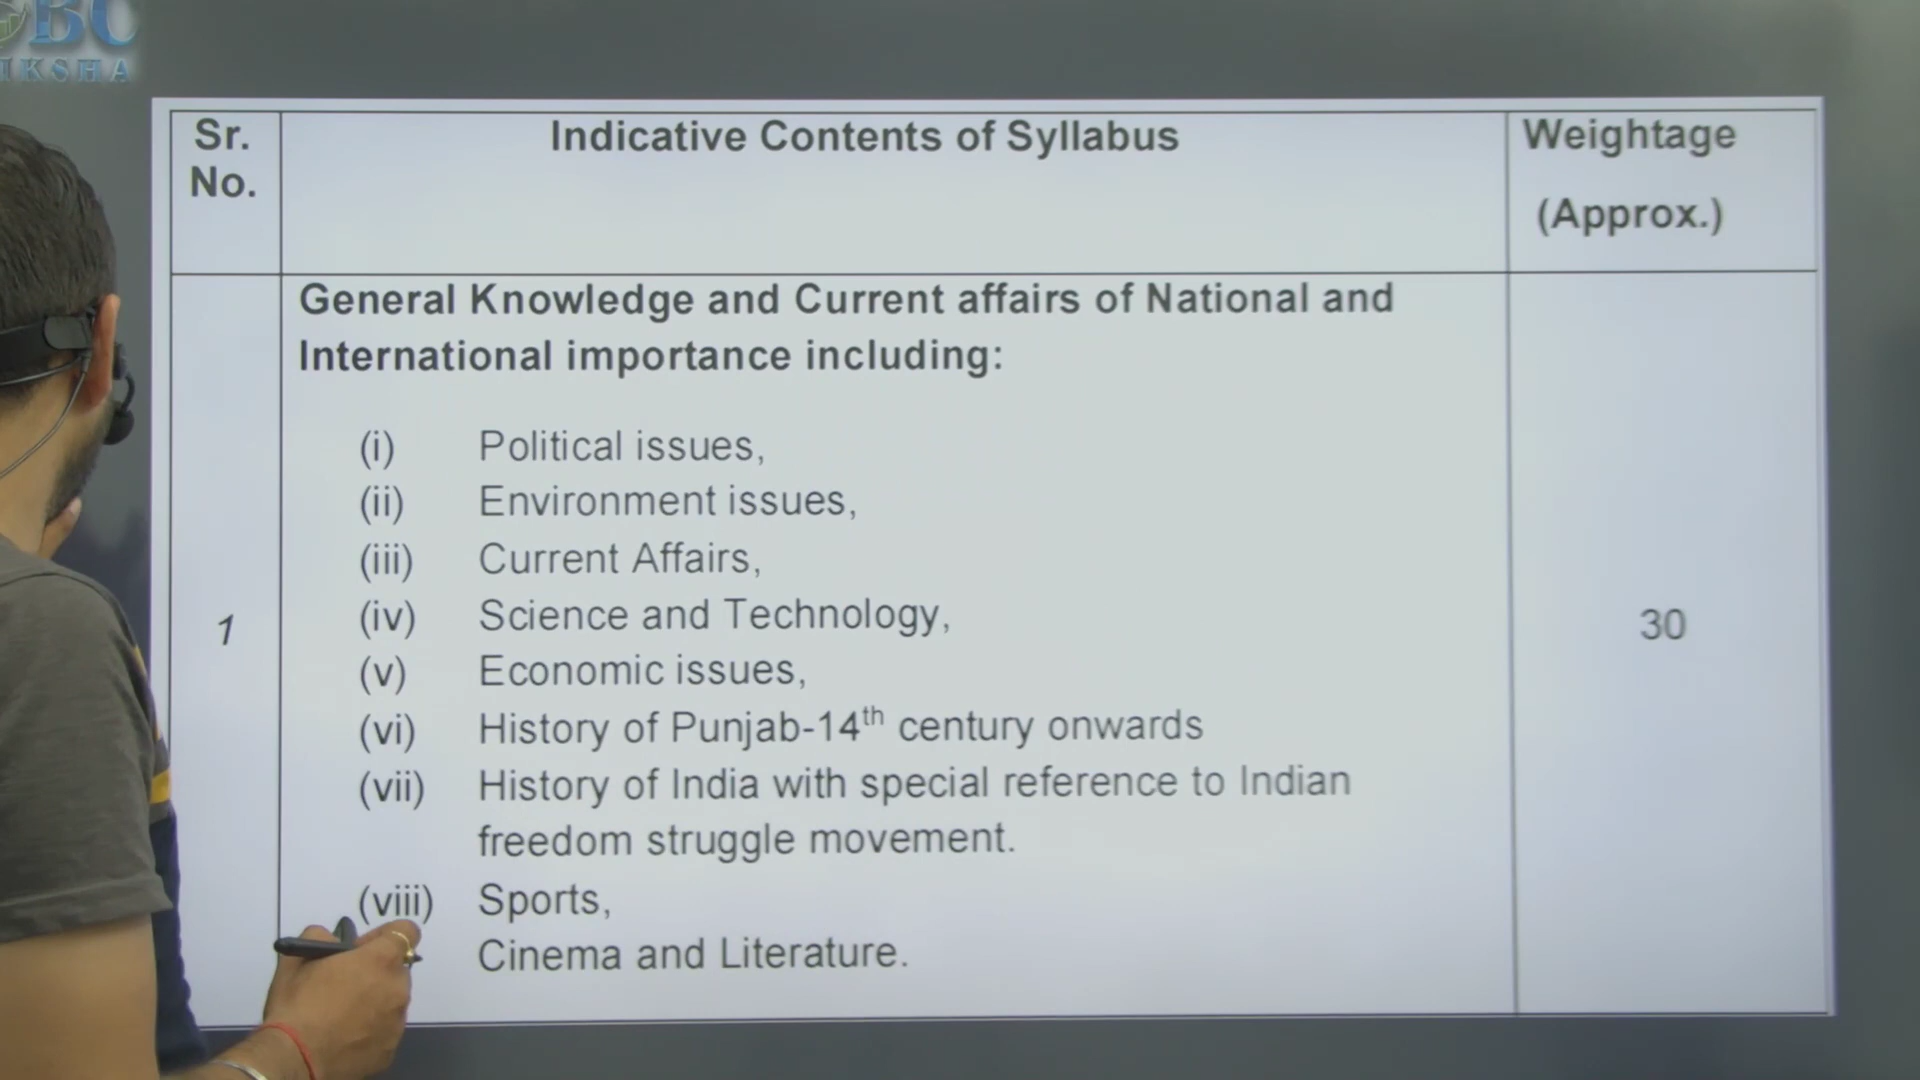 Sr.
No.
Indicative Contents of Syllabus
Weightage
(Approx.)
General Knowledge and Current affairs of National and
International importance including:
(i) Political issues,
(ii) Environment issues,
(iii) Current Affairs,
(iv) Science and Technology,
(v) Economic issues,
(vi) History of Punjab-14th century onwards
(vii) History of India with special reference to Indian
freedom struggle movement.
(viii) Sports,
Cinema and Literature.
1
30